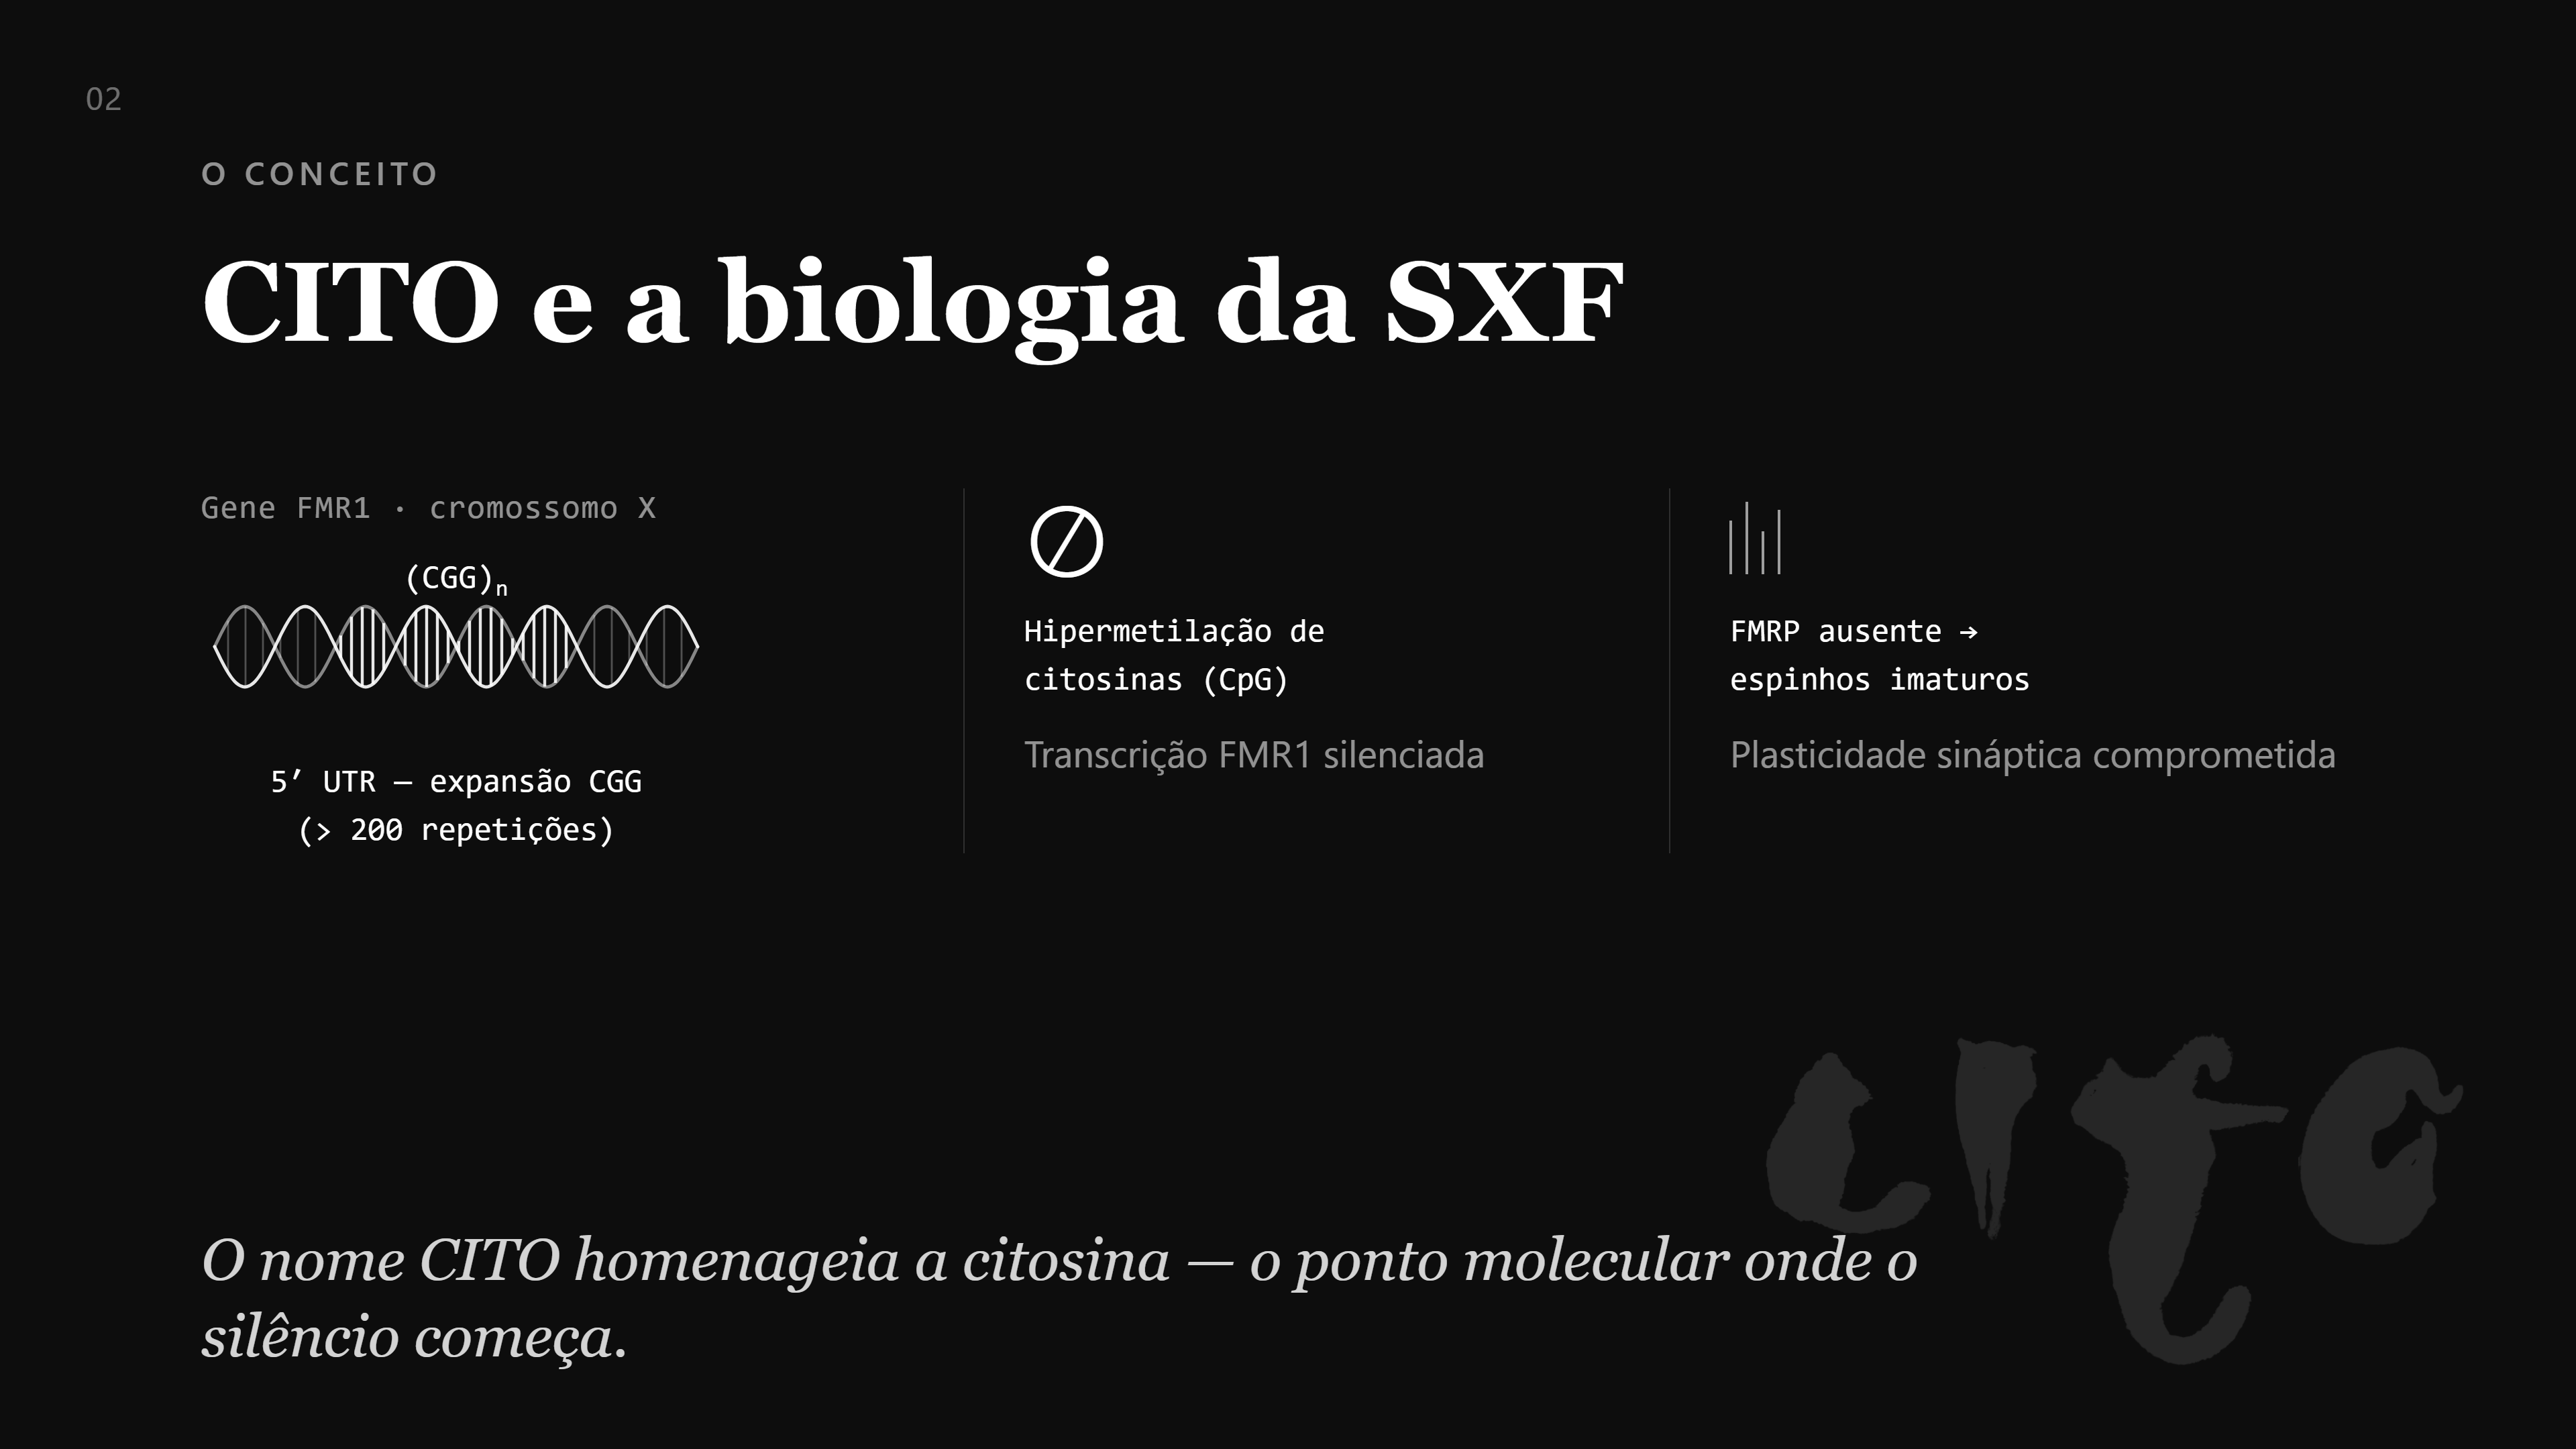 02
O CONCEITO
CITO e a biologia da SXF
Gene FMR1 · cromossomo X
(CGG)n
5’ UTR — expansão CGG
(> 200 repetições)
Hipermetilação de
citosinas (CpG)
Transcrição FMR1 silenciada
FMRP ausente →
espinhos imaturos
Plasticidade sináptica comprometida
CITO
O nome CITO homenageia a citosina — o ponto molecular onde o
silêncio começa.